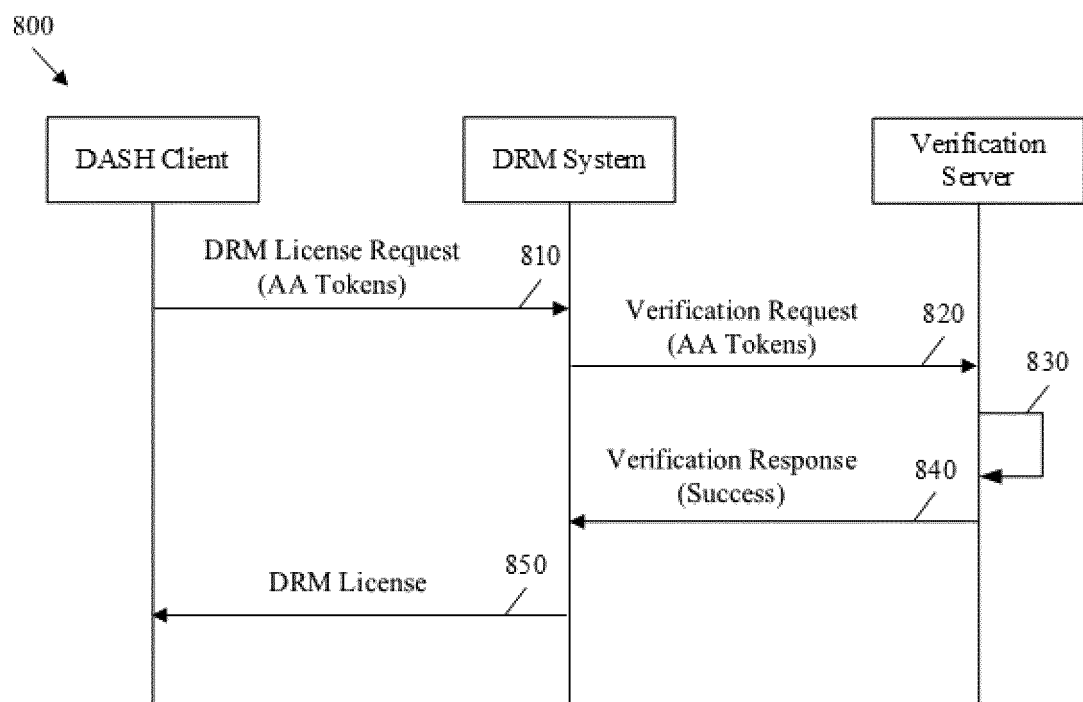 800
DASH Client
DRM System
Verification
Server
DRM License Request
(AA Tokens)
810
Verification Request
(AA Tokens)
820
830
Verification Response
(Success)
840
DRM License
850